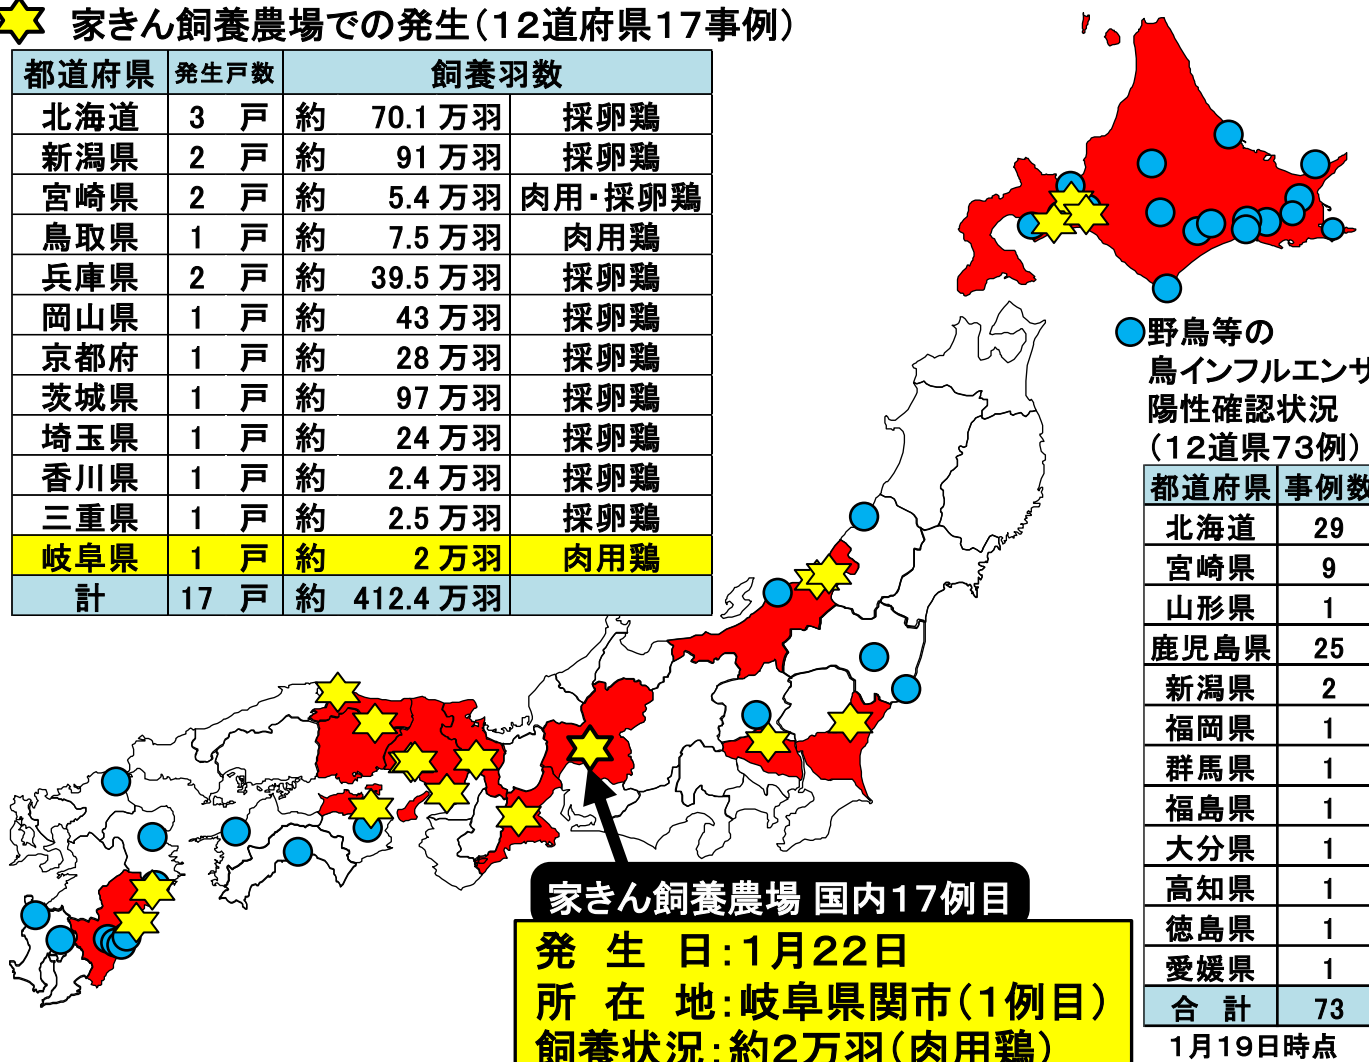 家きん飼養農場での発生(12道府県17事例)
都道府県 発生戸数 飼養羽数
北海道 3 戸 約 70.1 万羽 採卵鶏
新潟県 2 戸 約 91 万羽 採卵鶏
宮崎県 2 戸 約 5.4 万羽 肉用・採卵鶏
鳥取県 1 戸 約 7.5 万羽 肉用鶏
兵庫県 2 戸 約 39.5 万羽 採卵鶏
岡山県 1 戸 約 43 万羽 採卵鶏
京都府 1 戸 約 28 万羽 採卵鶏
茨城県 1 戸 約 97 万羽 採卵鶏
埼玉県 1 戸 約 24 万羽 採卵鶏
香川県 1 戸 約 2.4 万羽 採卵鶏
三重県 1 戸 約 2.5 万羽 採卵鶏
岐阜県 1 戸 約 2 万羽 肉用鶏
計 17 戸 約 412.4 万羽
野鳥等の
鳥インフルエンザ
陽性確認状況
(12道県73例)
都道府県 事例数
北海道 29
宮崎県 9
山形県 1
鹿児島県 25
新潟県 2
福岡県 1
群馬県 1
福島県 1
大分県 1
高知県 1
徳島県 1
愛媛県 1
合 計 73
1月19日時点
家きん飼養農場 国内17例目
発 生 日:1月22日
所 在 地:岐阜県関市(1例目)
飼養状況:約2万羽(肉用鶏)